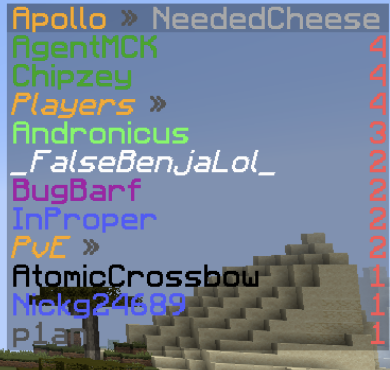 Apollo » NeededCheese
AgentMCK 4
Chipzey 4
Players » 4
Andronicus 3
_FalseBenjaLol_ 2
BugBarf 2
InProper 2
PvE » 2
AtomicCrossbow 1
Nickg24689 1
p1an 1